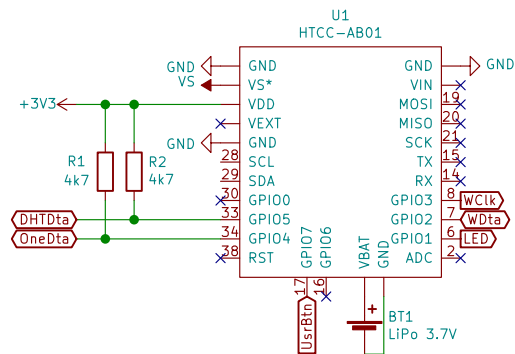 U1
HTCC-AB01
GND GND GND GND
VS VS* VIN
+3V3 VDD MOSI 19
VEXT MISO 20
GND GND SCK 21
R1 4k7
R2 4k7
28 SCL TX 15
29 SDA RX 14
30 GPIO0 GPIO3 8 WClk
DHTDta 33 GPIO5 GPIO2 7 WDta
OneDta 34 GPIO4 GPIO1 6 LED
38 RST ADC 2
GPIO7 17 UsrBtn
GPIO6 16
VBAT
GND
+
BT1
LiPo 3.7V